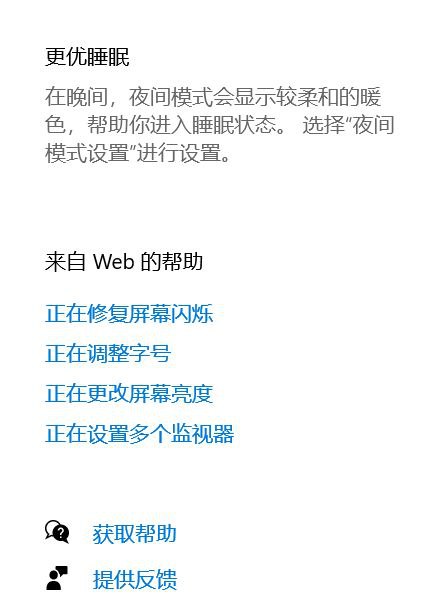 更优睡眠
在晚间，夜间模式会显示较柔和的暖
色，帮助你进入睡眠状态。 选择"夜间
模式设置"进行设置。
来自 Web 的帮助
正在修复屏幕闪烁
正在调整字号
正在更改屏幕亮度
正在设置多个监视器
获取帮助
提供反馈